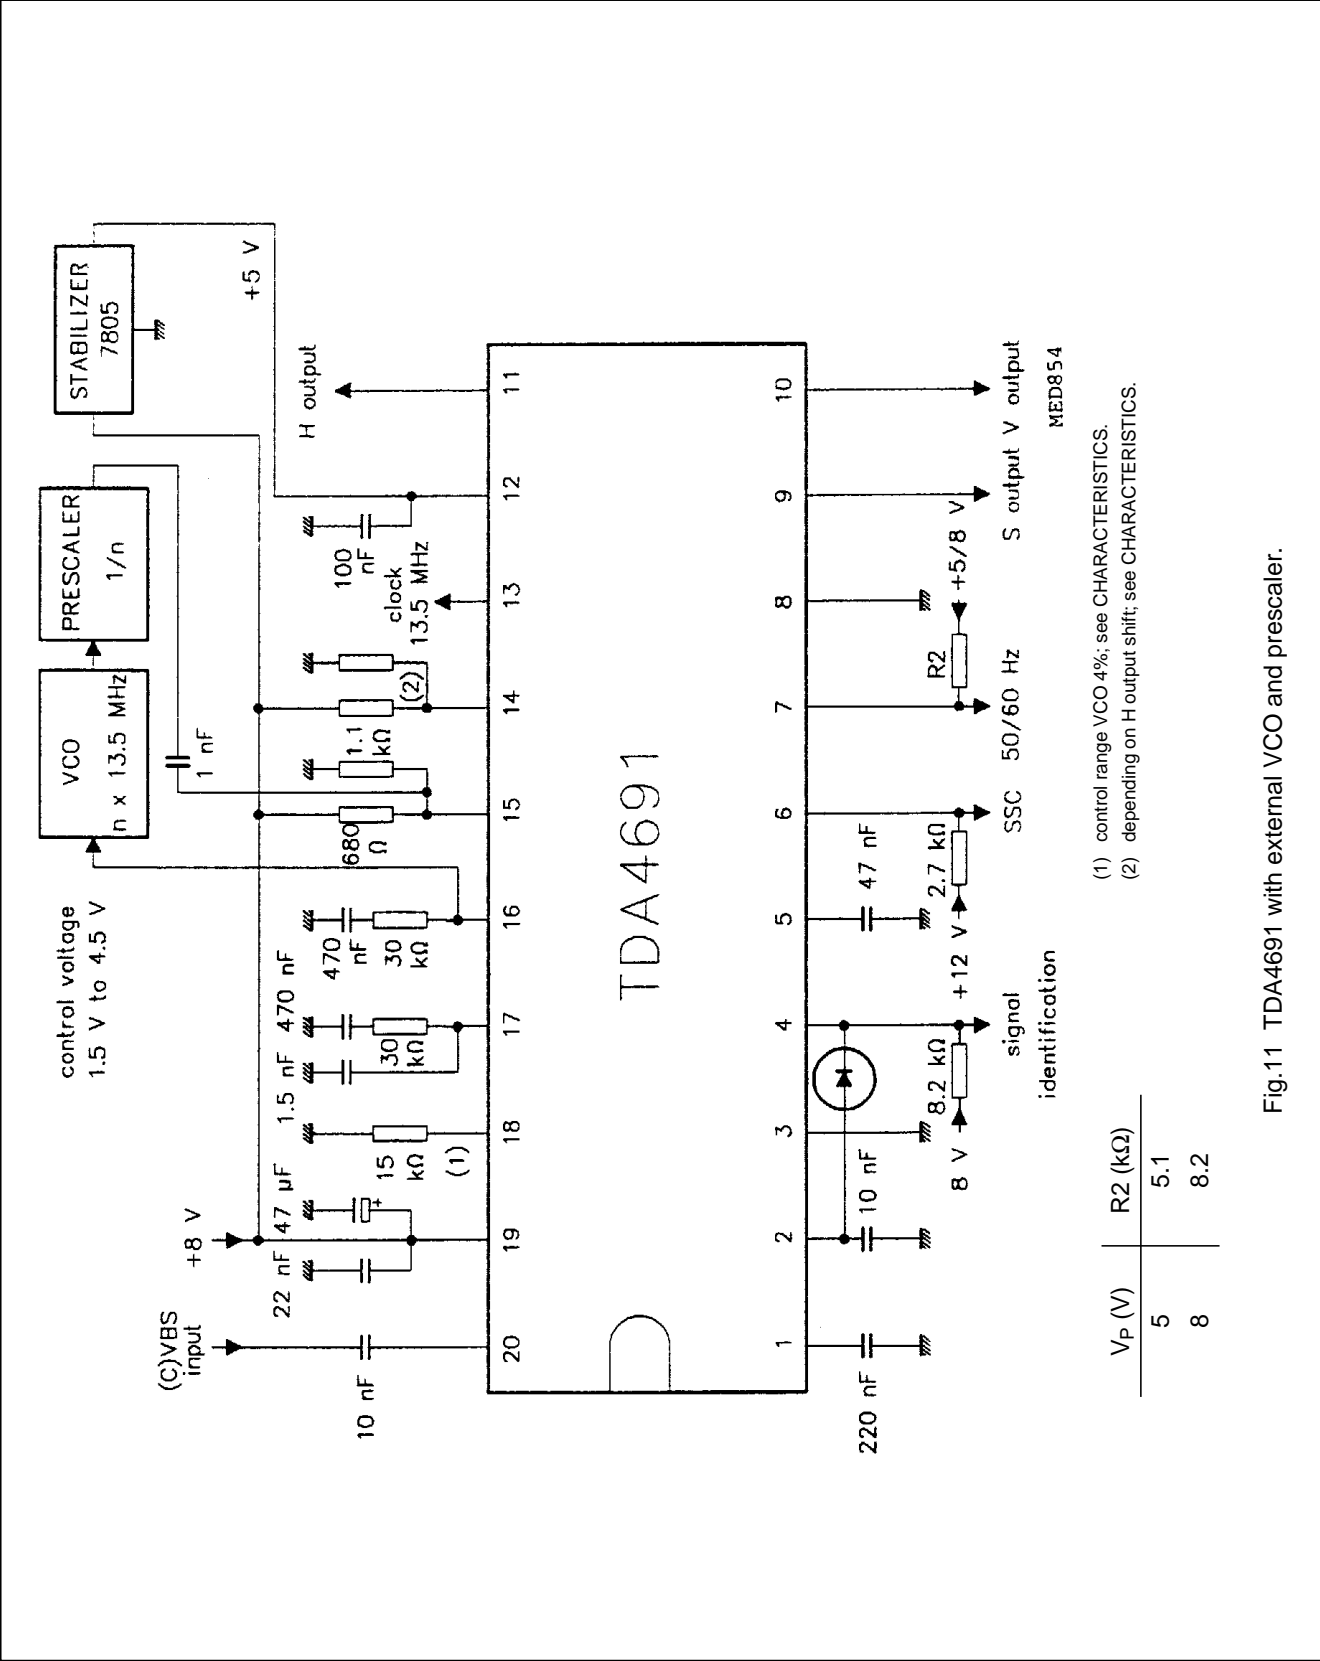 control voltage
1.5 V to 4.5 V
VCO
n x 13.5 MHz
PRESCALER
1/n
STABILIZER
7805
(C)VBS
input
+8 V
1 nF
+5 V
10 nF
22 nF
47 µF
+
15
kΩ
(1)
1.5 nF
470 nF
30
kΩ
470
nF
30
kΩ
680
Ω
1.1
kΩ
(2)
clock
13.5 MHz
100
nF
H output
20
19
18
17
16
15
14
13
12
11
TDA4691
1
2
3
4
5
6
7
8
9
10
220 nF
10 nF
8 V
8.2 kΩ
+12 V
47 nF
2.7 kΩ
R2
+5/8 V
signal
identification
SSC
50/60 Hz
S output
V output
MED854
(1) control range VCO 4%; see CHARACTERISTICS.
(2) depending on H output shift; see CHARACTERISTICS.
VP (V) R2 (kΩ)
5 5.1
8 8.2
Fig.11 TDA4691 with external VCO and prescaler.